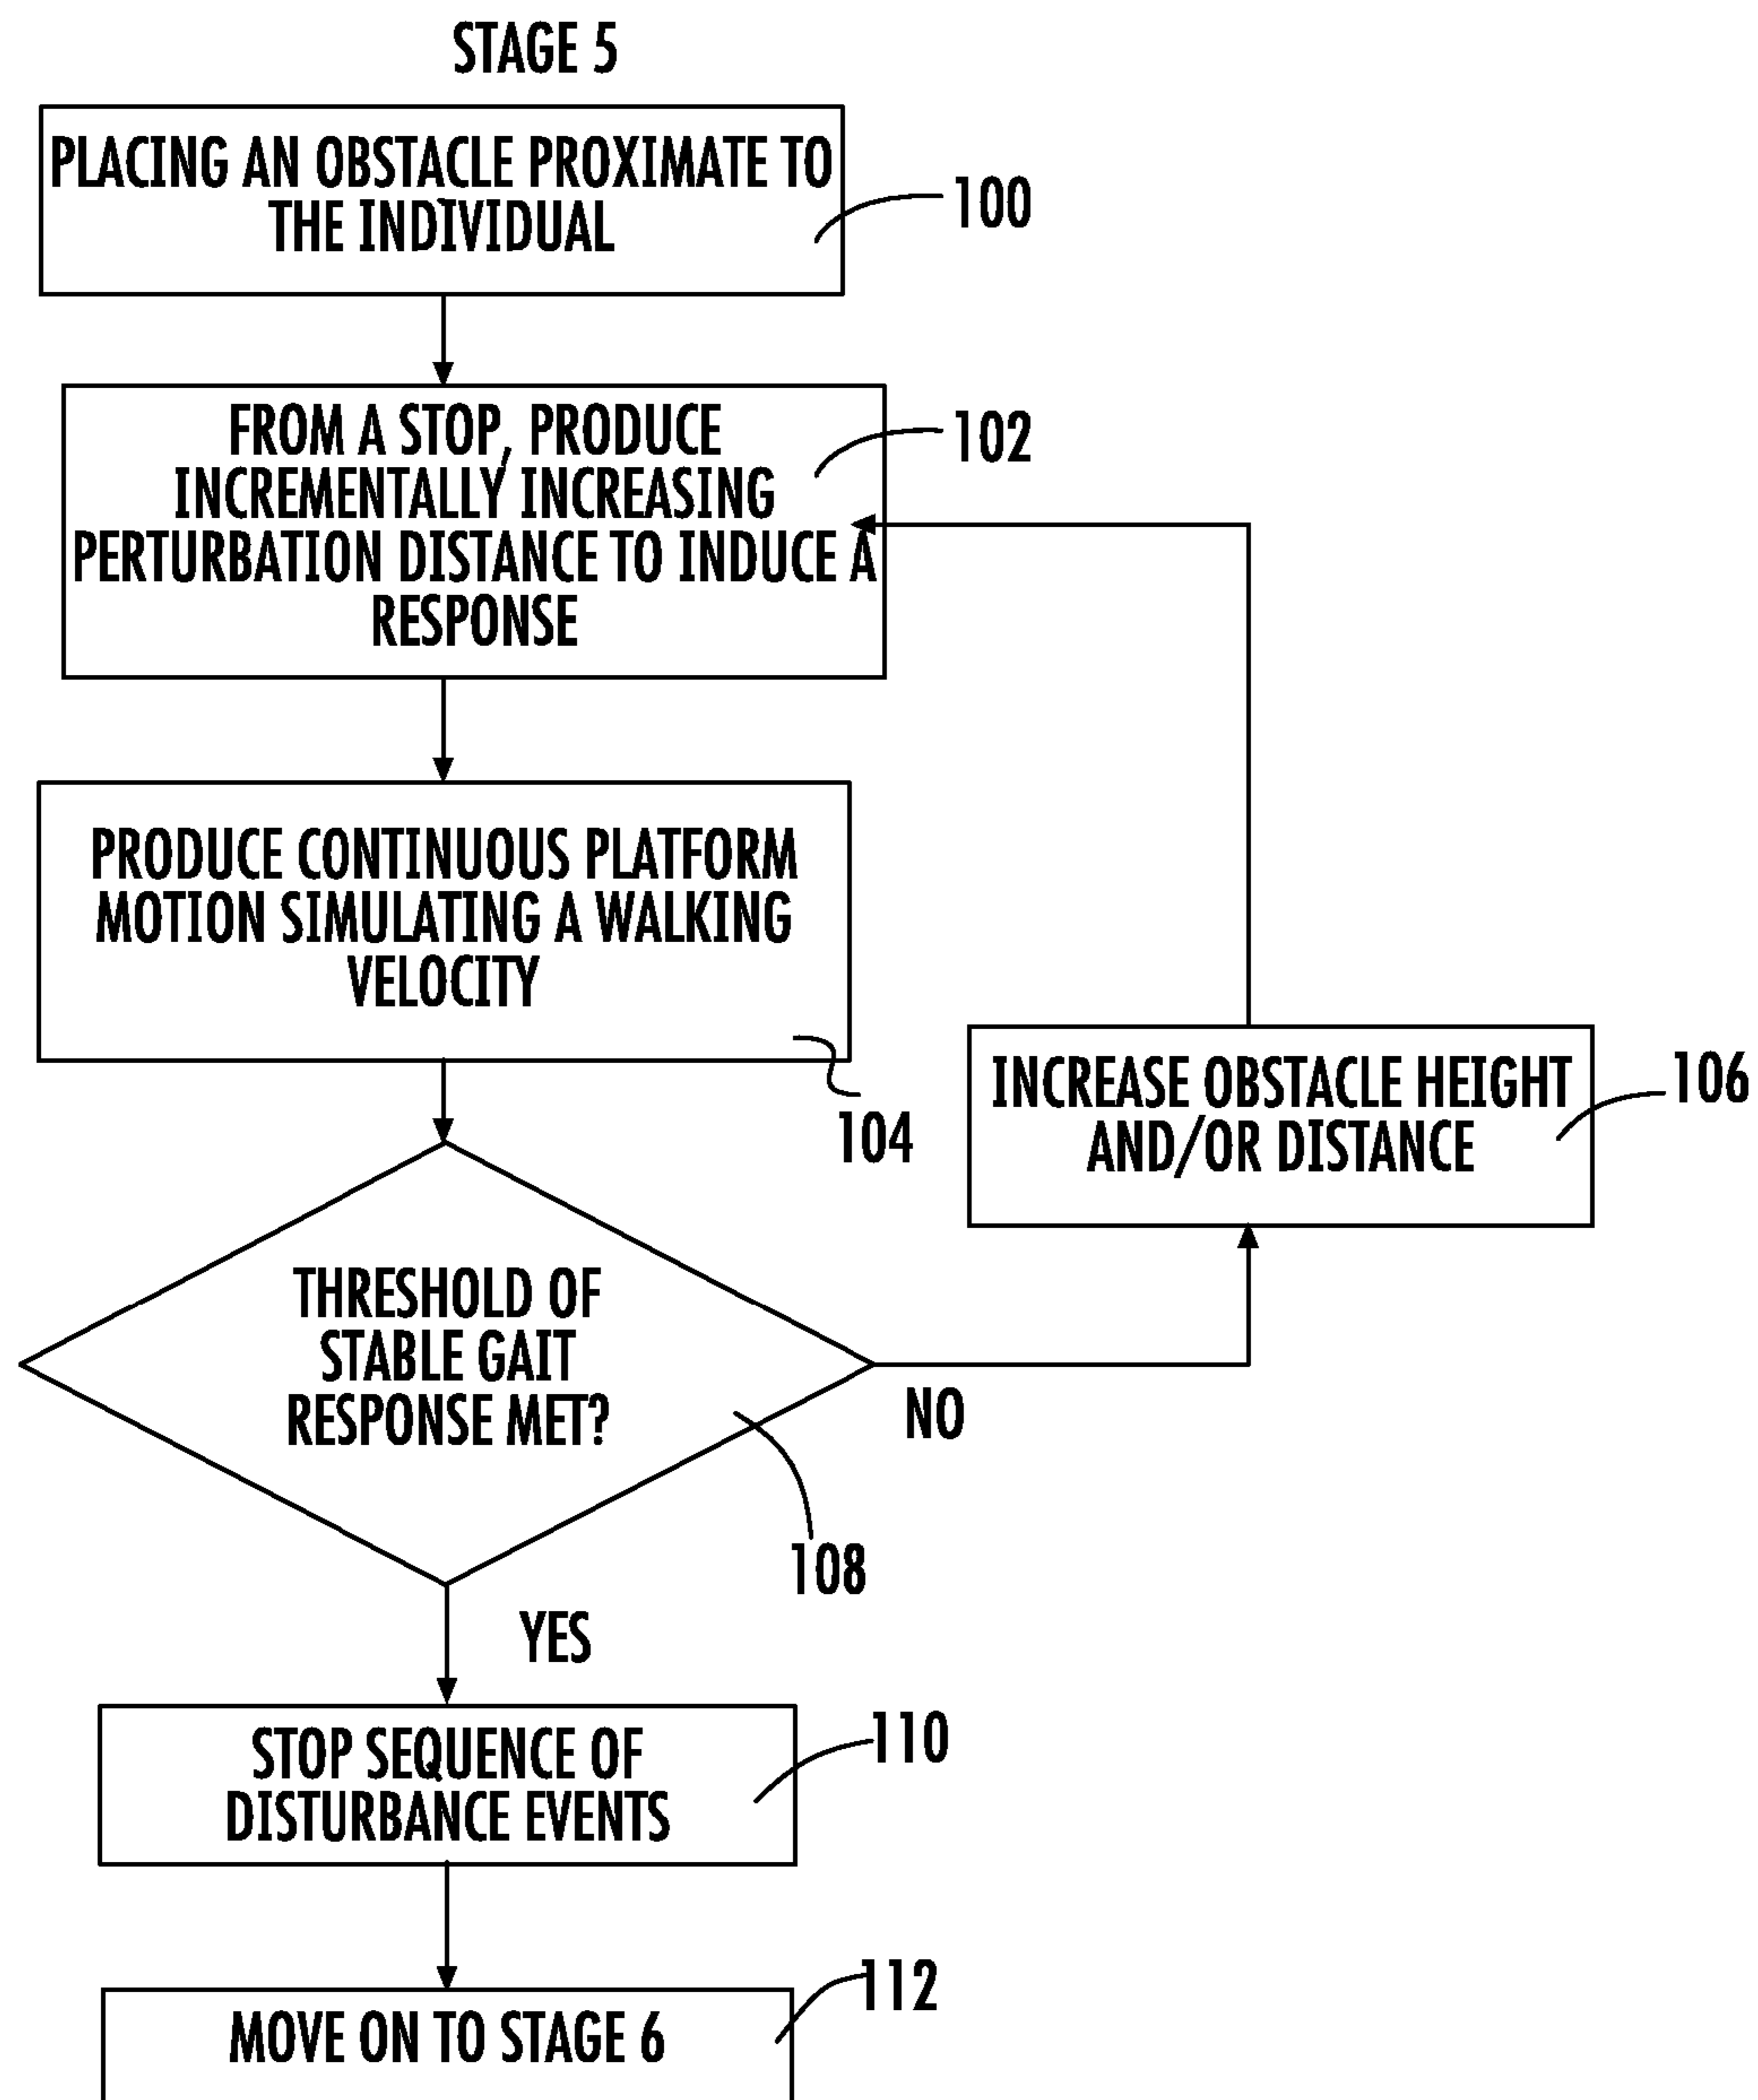 STAGE 5
PLACING AN OBSTACLE PROXIMATE TO
THE INDIVIDUAL
100
FROM A STOP, PRODUCE
INCREMENTALLY INCREASING
PERTURBATION DISTANCE TO INDUCE A
RESPONSE
102
PRODUCE CONTINUOUS PLATFORM
MOTION SIMULATING A WALKING
VELOCITY
104
INCREASE OBSTACLE HEIGHT
AND/OR DISTANCE
106
THRESHOLD OF
STABLE GAIT
RESPONSE MET?
NO
108
YES
STOP SEQUENCE OF
DISTURBANCE EVENTS
110
MOVE ON TO STAGE 6
112